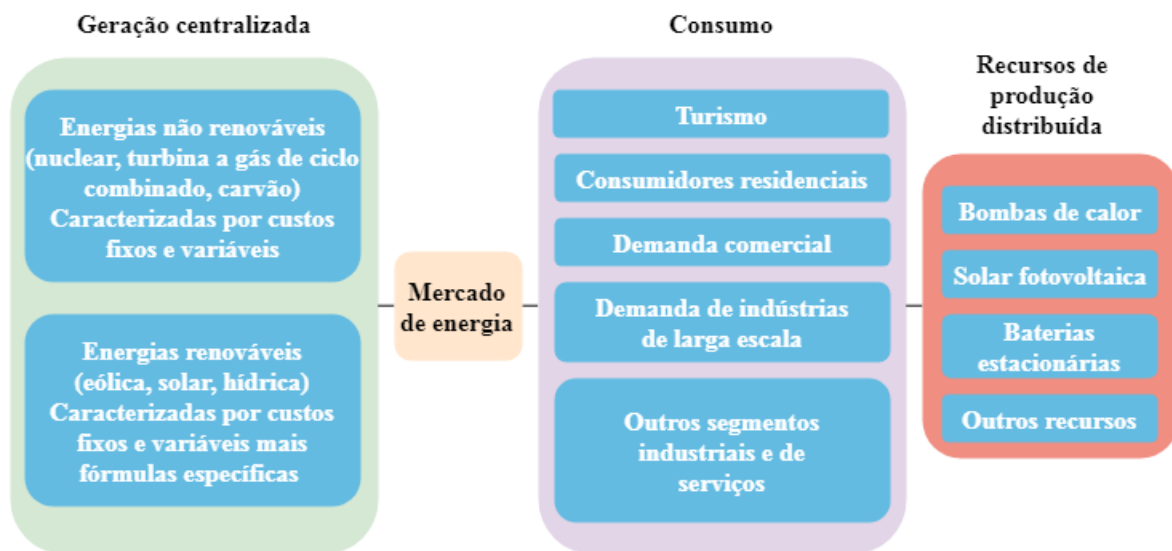 Geração centralizada
Energias não renováveis
(nuclear, turbina a gás de ciclo
combinado, carvão)
Caracterizadas por custos
fixos e variáveis
Energias renováveis
(eólica, solar, hídrica)
Caracterizadas por custos
fixos e variáveis mais
fórmulas específicas
Mercado
de energia
Consumo
Turismo
Consumidores residenciais
Demanda comercial
Demanda de indústrias
de larga escala
Outros segmentos
industriais e de
serviços
Recursos de
produção
distribuída
Bombas de calor
Solar fotovoltaica
Baterias
estacionárias
Outros recursos